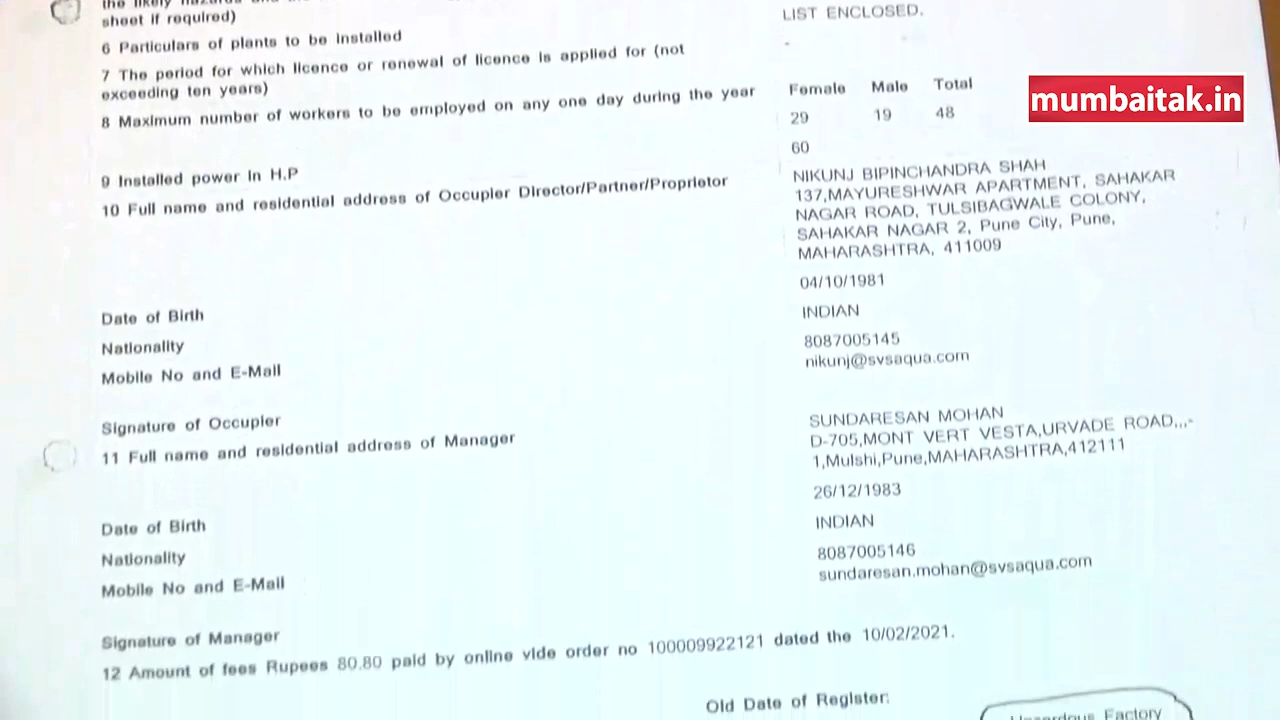 the likely hazards and the
sheet if required)
LIST ENCLOSED.
6 Particulars of plants to be installed
-
7 The period for which licence or renewal of licence is applied for (not
exceeding ten years)
8 Maximum number of workers to be employed on any one day during the year
Female Male Total
29 19 48
9 Installed power in H.P
60
10 Full name and residential address of Occupier Director/Partner/Proprietor
NIKUNJ BIPINCHANDRA SHAH
137,MAYURESHWAR APARTMENT, SAHAKAR
NAGAR ROAD, TULSIBAGWALE COLONY,
SAHAKAR NAGAR 2, Pune City, Pune,
MAHARASHTRA, 411009
Date of Birth
04/10/1981
Nationality
INDIAN
Mobile No and E-Mail
8087005145
nikunj@svsaqua.com
Signature of Occupier
11 Full name and residential address of Manager
SUNDARESAN MOHAN
D-705,MONT VERT VESTA,URVADE ROAD,,,-
1,Mulshi,Pune,MAHARASHTRA,412111
Date of Birth
26/12/1983
Nationality
INDIAN
Mobile No and E-Mail
8087005146
sundaresan.mohan@svsaqua.com
Signature of Manager
12 Amount of fees Rupees 80.80 paid by online vide order no 100009922121 dated the 10/02/2021.
Old Date of Register:
Hazardous Factory
mumbaitak.in